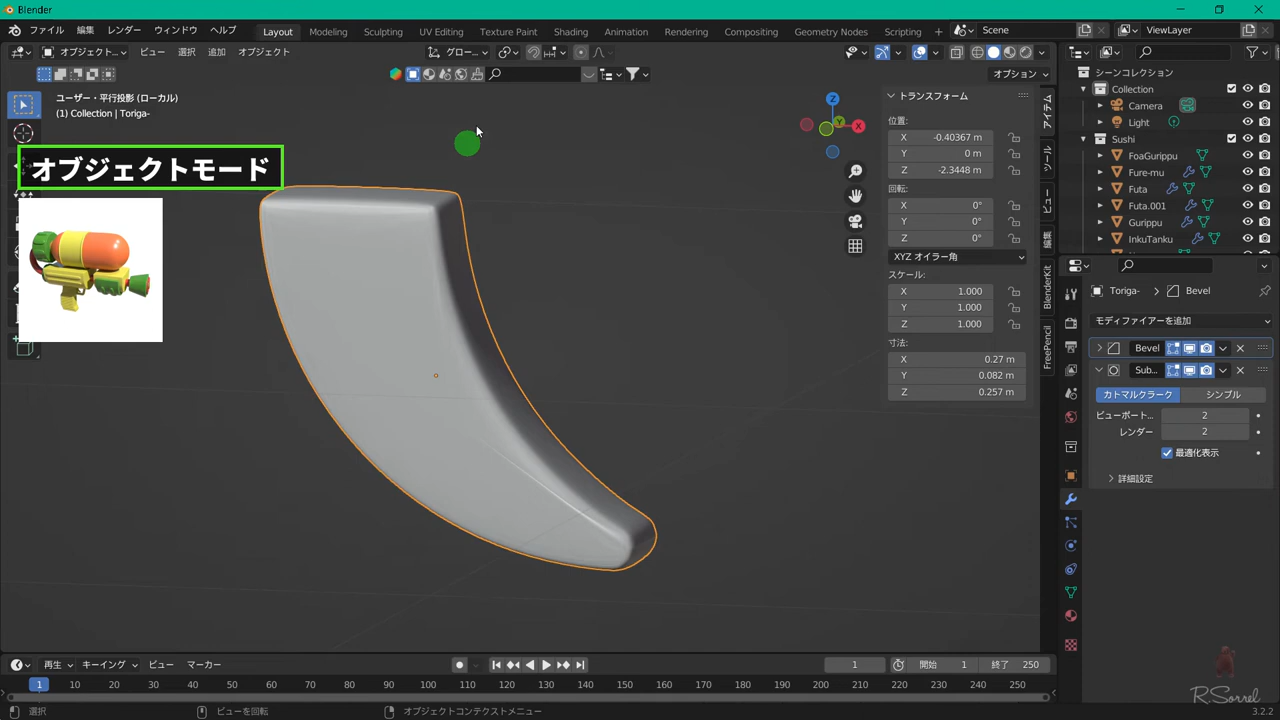 Blender
ファイル 編集 レンダー ウィンドウ ヘルプ Layout Modeling Sculpting UV Editing Texture Paint Shading Animation Rendering Compositing Geometry Nodes Scripting + Scene ViewLayer
オブジェクト... ビュー 選択 追加 オブジェクト グロー...
オプション
ユーザー・平行投影 (ローカル)
(1) Collection | Toriga-
オブジェクトモード
Z
Y
X
トランスフォーム
位置:
X -0.40367 m
Y 0 m
Z -2.3448 m
回転:
X 0°
Y 0°
Z 0°
XYZ オイラー角
スケール:
X 1.000
Y 1.000
Z 1.000
寸法:
X 0.27 m
Y 0.082 m
Z 0.257 m
アイテム
ツール
ビュー
編集
BlenderKit
FreePencil
シーンコレクション
Collection
Camera
Light
Sushi
FoaGurippu
Fure-mu
Futa
Futa.001
Gurippu
InkuTanku
Toriga- > Bevel
モディファイアーを追加
Bevel
Sub...
カトマルクラーク シンプル
ビューポート... 2
レンダー 2
最適化表示
詳細設定
再生 キーイング ビュー マーカー 1 開始 1 終了 250
1 10 20 30 40 50 60 70 80 90 100 110 120 130 140 150 160 170 180 190 200 210 220 230 240 250
選択 ビューを回転 オブジェクトコンテクストメニュー
R.Sorrel
3.2.2